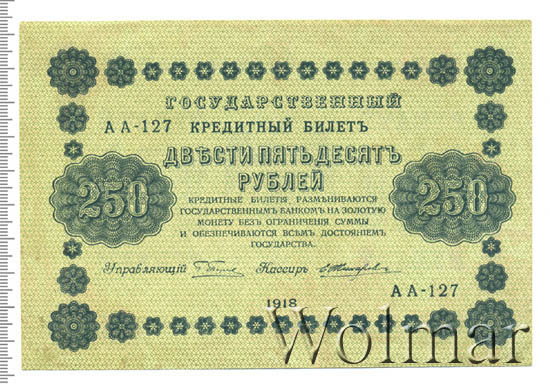 ГОСУДАРСТВЕННЫЙ
АА-127 КРЕДИТНЫЙ БИЛЕТЪ
ДВѢСТИ ПЯТЬДЕСЯТЪ
РУБЛЕЙ
250 250
КРЕДИТНЫЕ БИЛЕТЫ РАЗМѢНИВАЮТСЯ
ГОСУДАРСТВЕННЫМЪ БАНКОМЪ НА ЗОЛОТУЮ
МОНЕТУ БЕЗЪ ОГРАНИЧЕНІЯ СУММЫ
И ОБЕЗПЕЧИВАЮТСЯ ВСѢМЪ ДОСТОЯНІЕМЪ
ГОСУДАРСТВА.
Управляющій Кассиръ
АА-127
1918
Wolmar